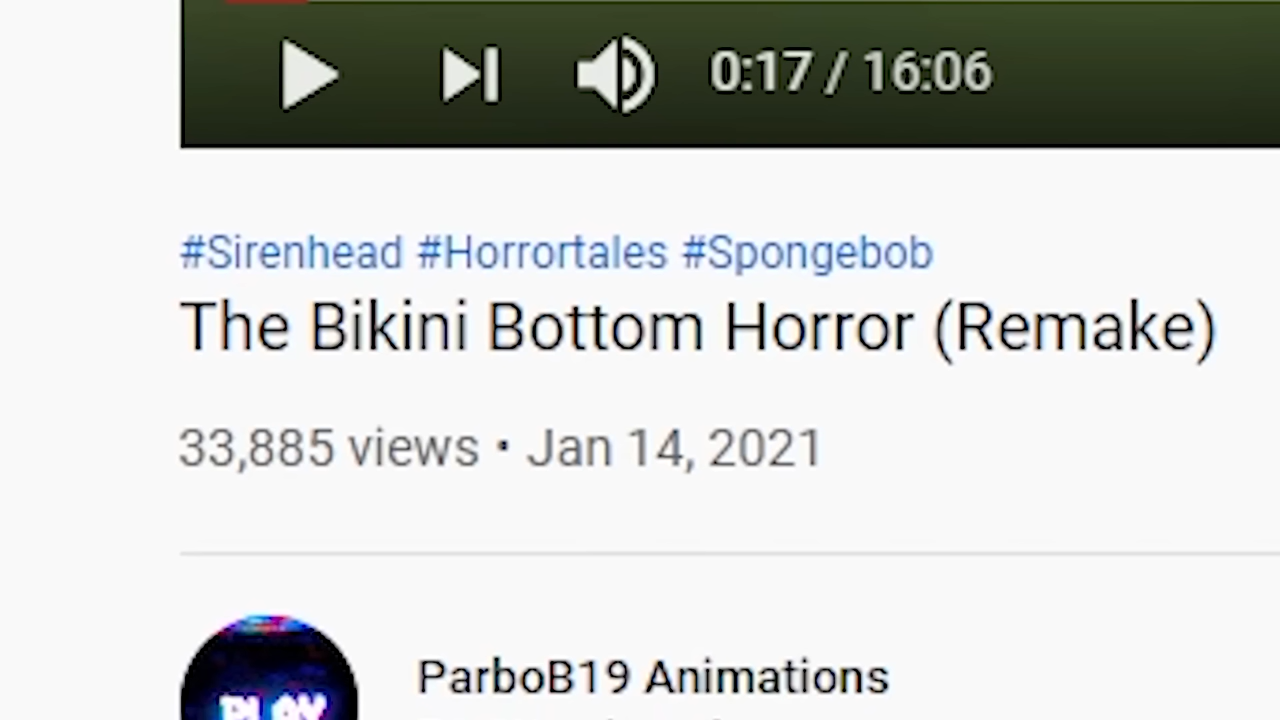 0:17 / 16:06
#Sirenhead #Horrortales #Spongebob
The Bikini Bottom Horror (Remake)
33,885 views • Jan 14, 2021
ParboB19 Animations
PLAY